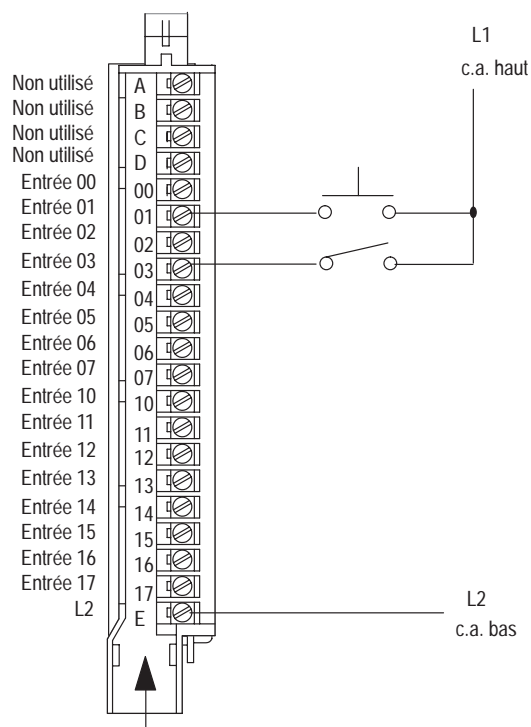 L1
c.a. haut
Non utilisé A
Non utilisé B
Non utilisé C
Non utilisé D
Entrée 00 00
Entrée 01 01
Entrée 02 02
Entrée 03 03
Entrée 04 04
Entrée 05 05
Entrée 06 06
Entrée 07 07
Entrée 10 10
Entrée 11 11
Entrée 12 12
Entrée 13 13
Entrée 14 14
Entrée 15 15
Entrée 16 16
Entrée 17 17
L2 E
L2
c.a. bas